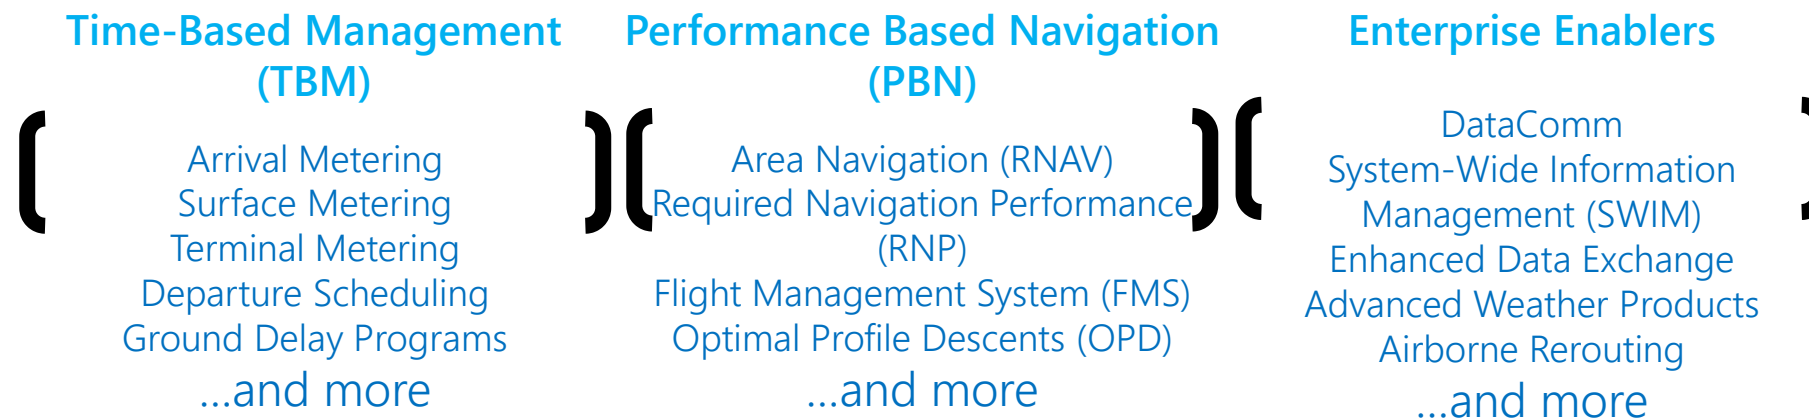 Time-Based Management
(TBM)
Arrival Metering
Surface Metering
Terminal Metering
Departure Scheduling
Ground Delay Programs
...and more
Performance Based Navigation
(PBN)
Area Navigation (RNAV)
Required Navigation Performance
(RNP)
Flight Management System (FMS)
Optimal Profile Descents (OPD)
...and more
Enterprise Enablers
DataComm
System-Wide Information
Management (SWIM)
Enhanced Data Exchange
Advanced Weather Products
Airborne Rerouting
...and more